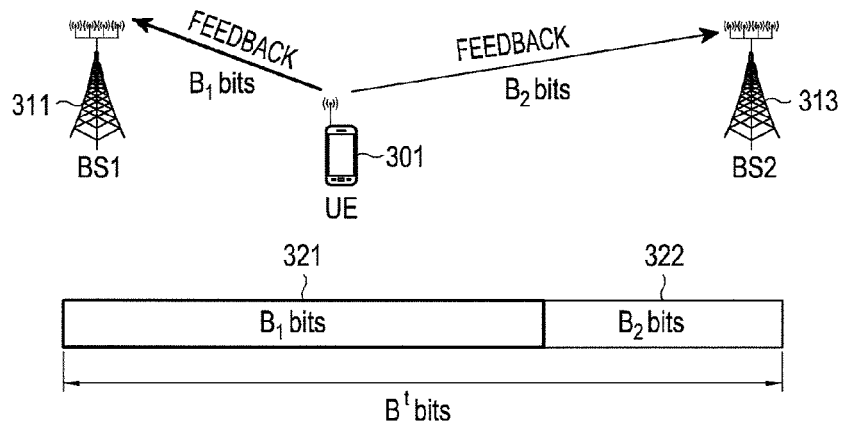 FEEDBACK
B₁ bits
FEEDBACK
B₂ bits
311
BS1
301
UE
313
BS2
321
322
B₁ bits
B₂ bits
Bᵗ bits